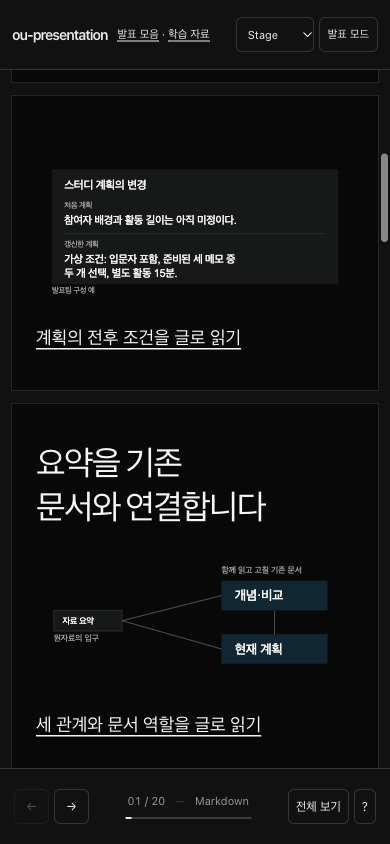 ou-presentation 발표 모음 · 학습 자료 Stage 발표 모드
스터디 계획의 변경
처음 계획
참여자 배경과 활동 길이는 아직 미정이다.
갱신한 계획
가상 조건: 입문자 포함, 준비된 세 메모 중
두 개 선택, 별도 활동 15분.
발표팀 구성 예
계획의 전후 조건을 글로 읽기
요약을 기존
문서와 연결합니다
함께 읽고 고칠 기존 문서
개념·비교
자료 요약
원자료의 입구
현재 계획
세 관계와 문서 역할을 글로 읽기
← → 01 / 20 — Markdown 전체 보기 ?